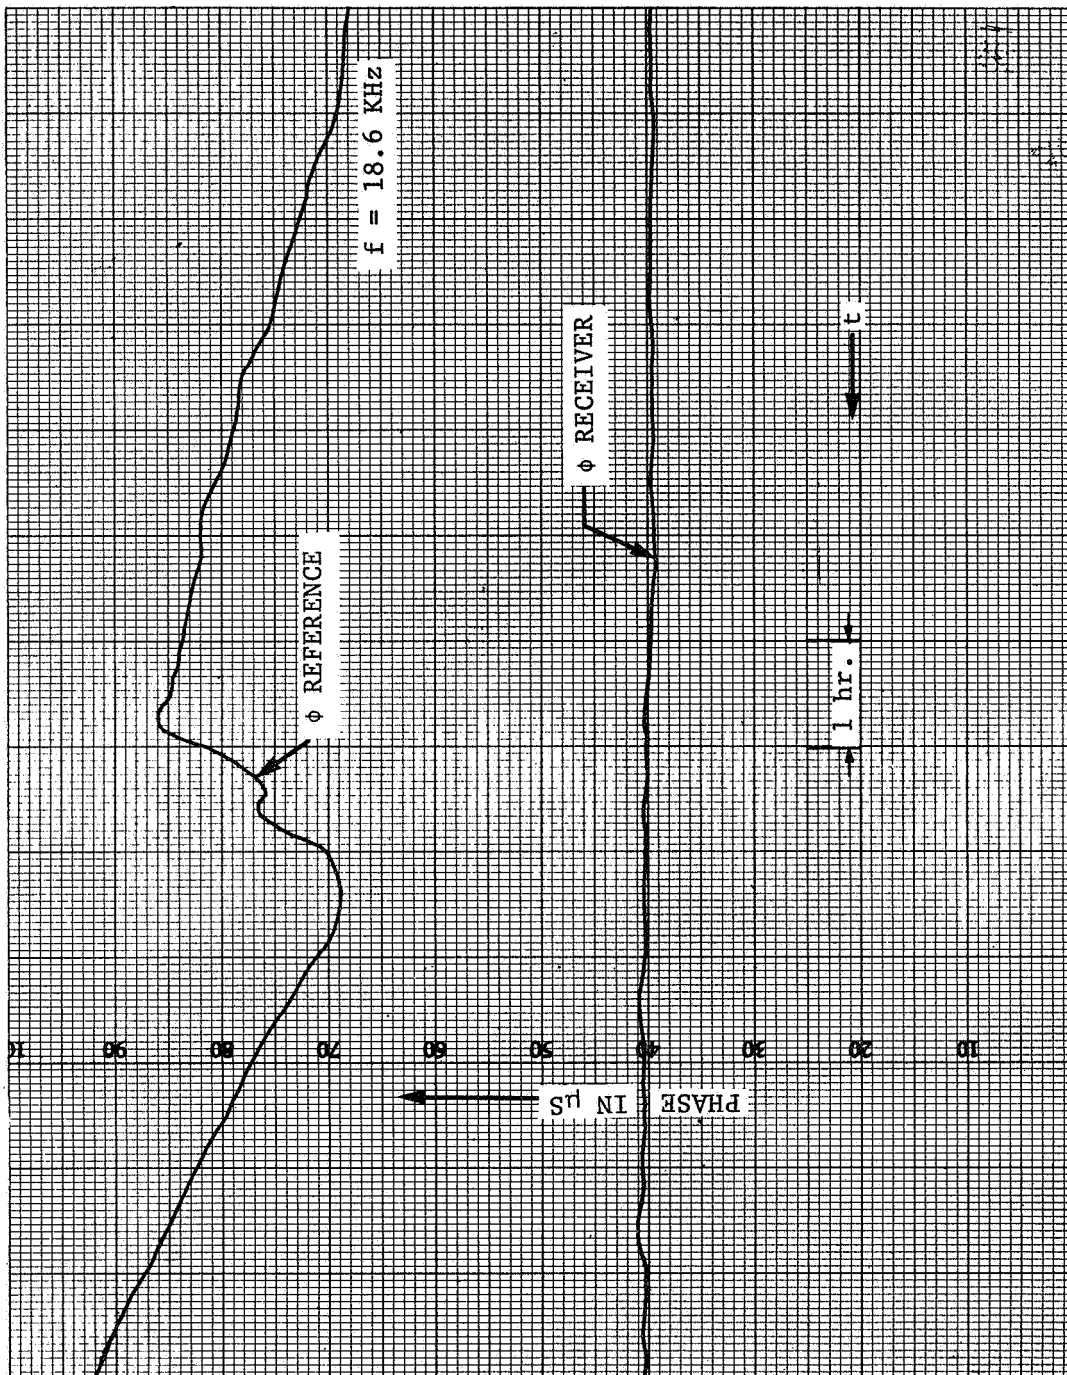 f = 18.6 KHz
φ REFERENCE
φ RECEIVER
t
1 hr.
90
80
70
60
50
40
30
20
10
PHASE IN µS